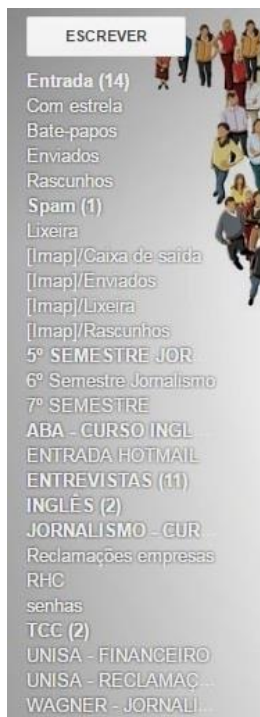 ESCREVER
Entrada (14)
Com estrela
Bate-papos
Enviados
Rascunhos
Spam (1)
Lixeira
[Imap]/Caixa de saída
[Imap]/Enviados
[Imap]/Lixeira
[Imap]/Rascunhos
5º SEMESTRE JOR...
6º Semestre Jornalismo
7º SEMESTRE
ABA - CURSO INGL...
ENTRADA HOTMAIL
ENTREVISTAS (11)
INGLÊS (2)
JORNALISMO - CUR...
Reclamações empresas
RHC
senhas
TCC (2)
UNISA - FINANCEIRO
UNISA - RECLAMAÇ...
WAGNER - JORNALI...